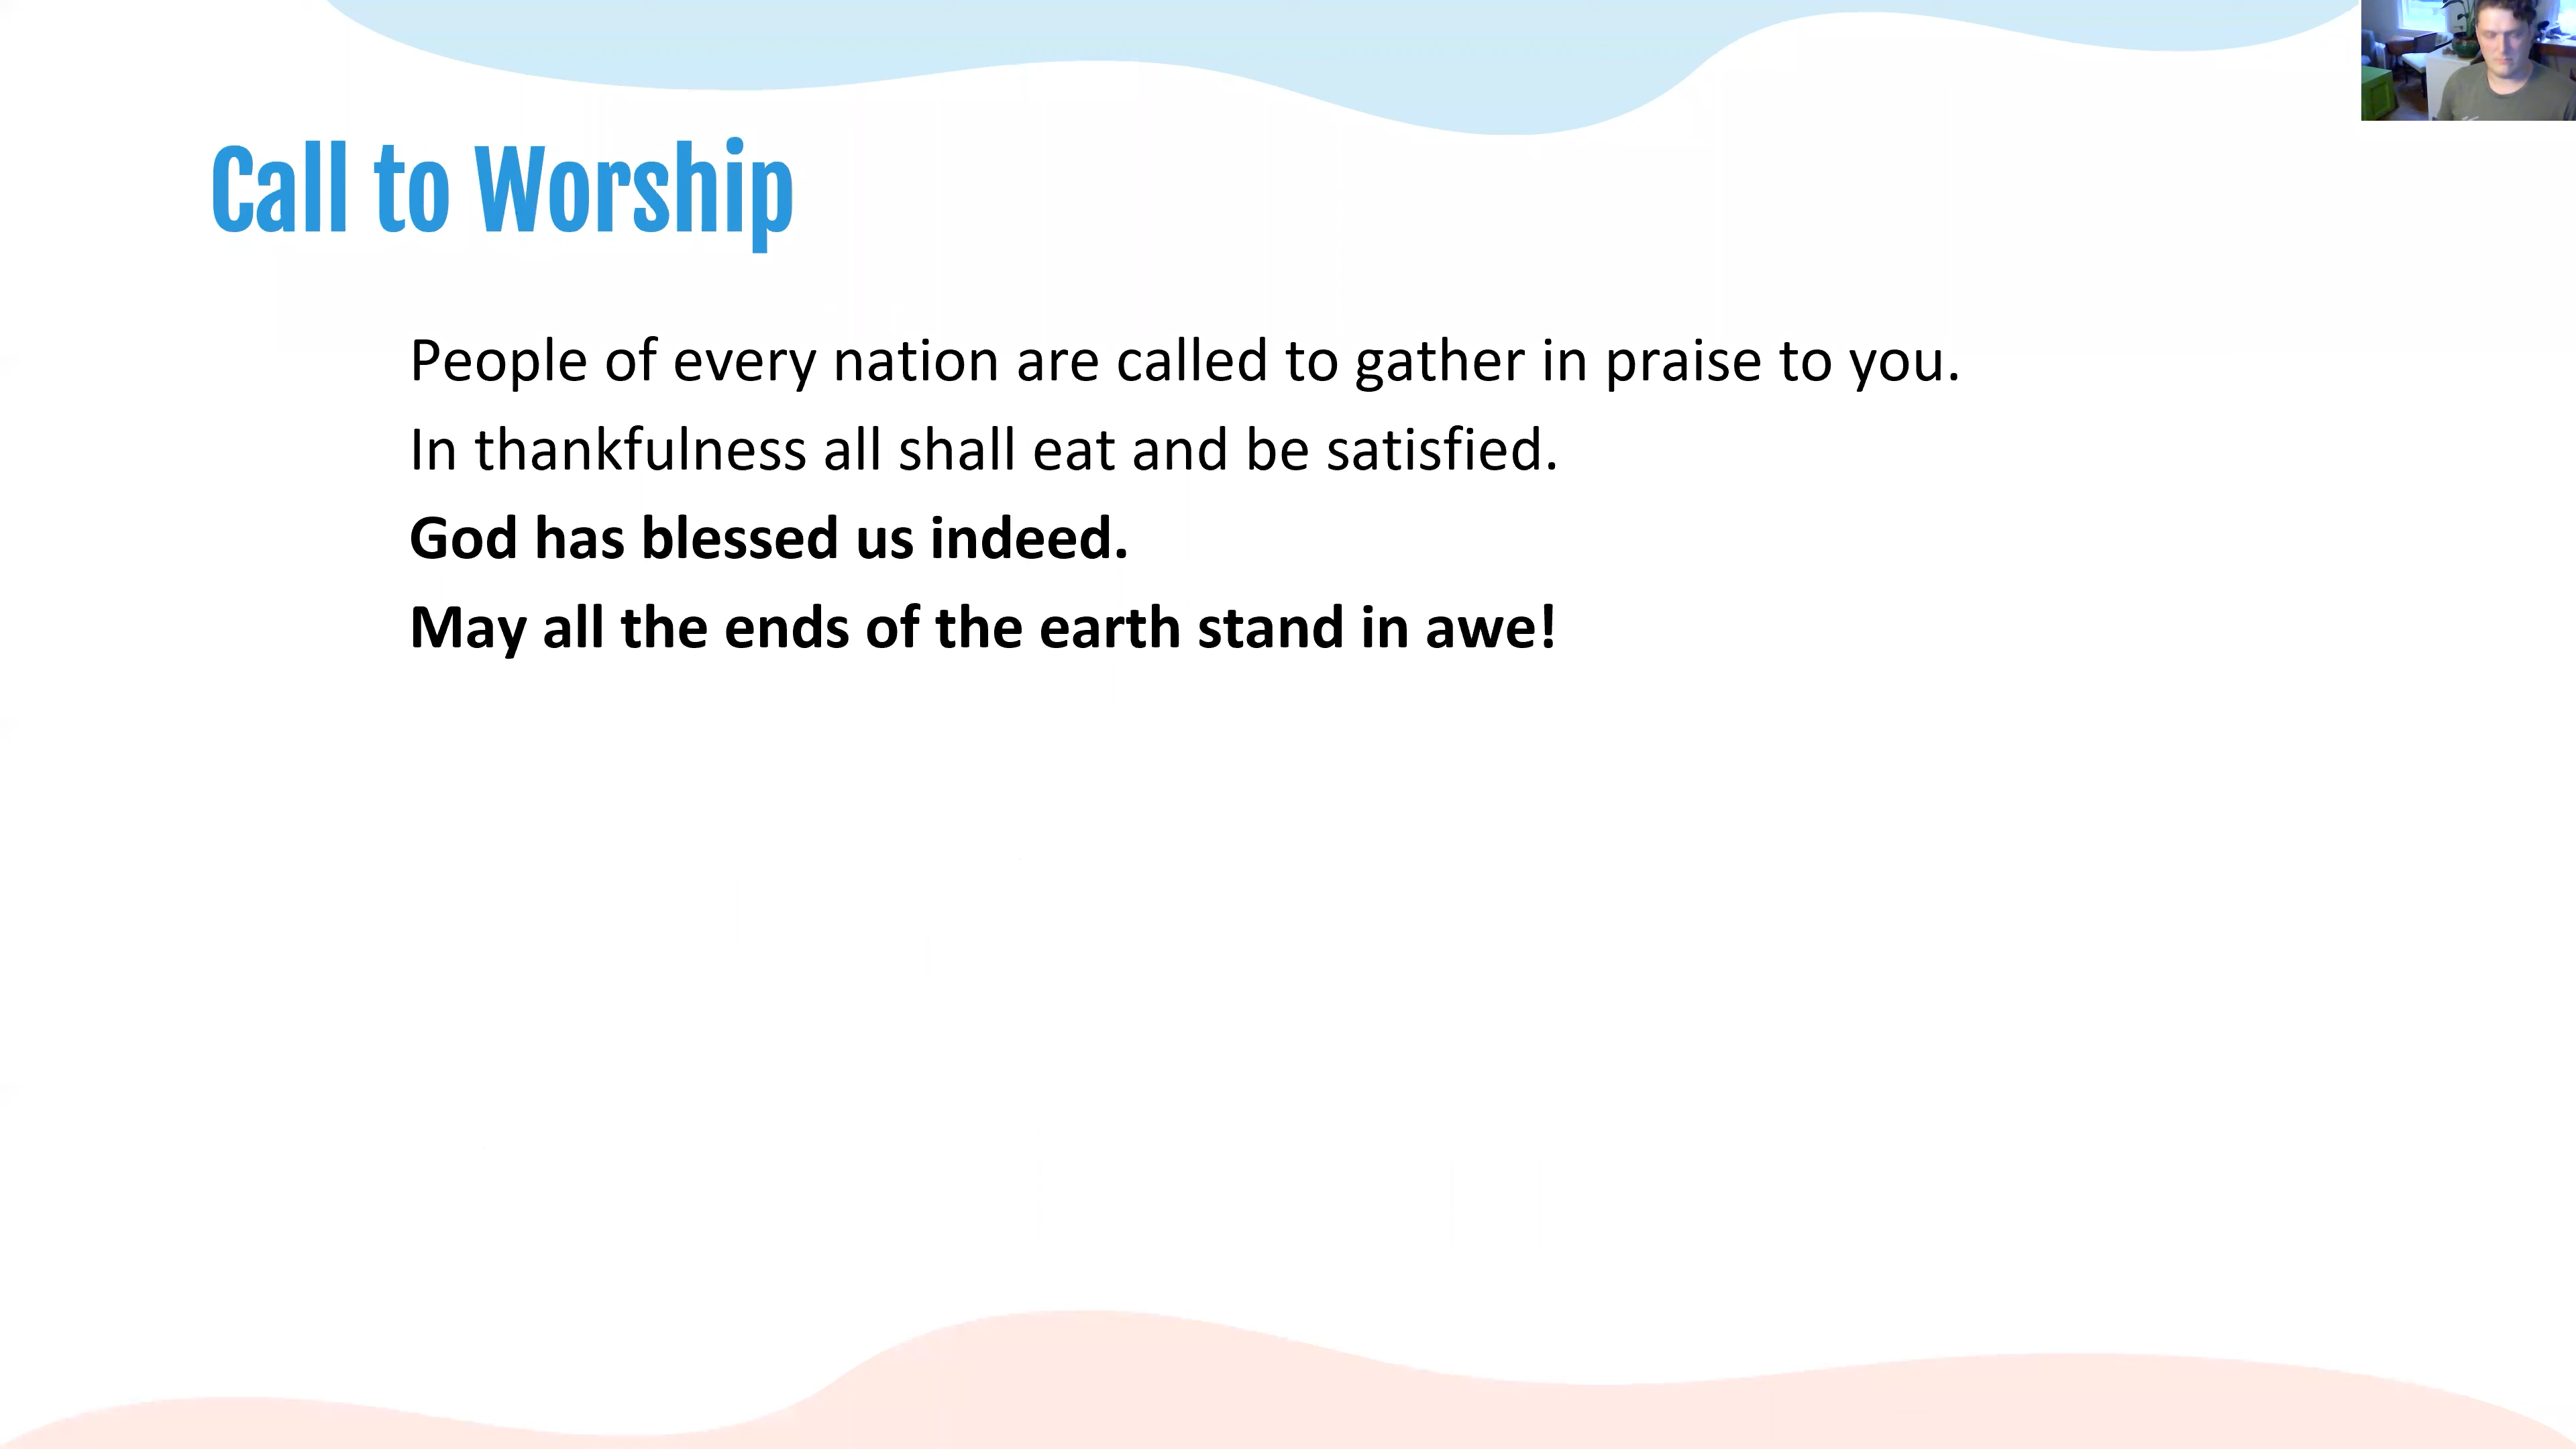 Call to Worship
People of every nation are called to gather in praise to you.
In thankfulness all shall eat and be satisfied.
God has blessed us indeed.
May all the ends of the earth stand in awe!